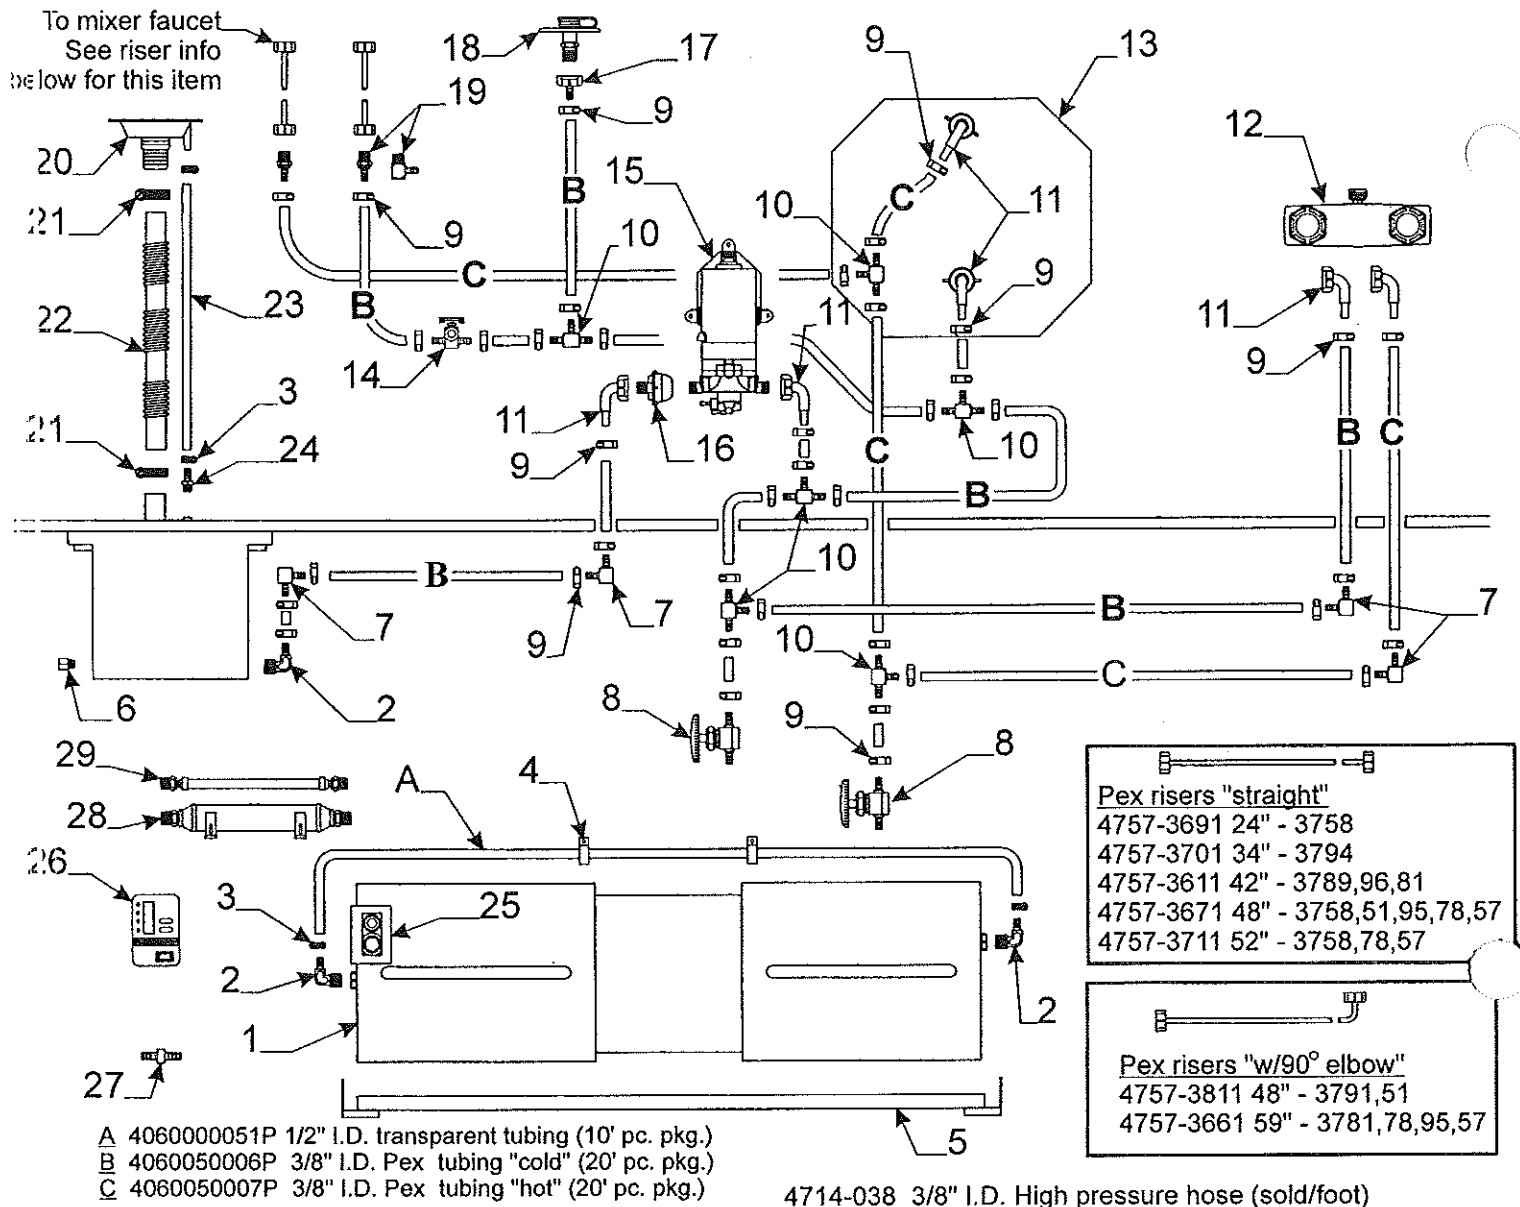 To mixer faucet
See riser info
below for this item
18
17
9
13
9
19
12
20
15
B
9
C
11
10
21
9
10
C
9
23
B
22
11
11
9
14
3
11
16
10
B
C
21
24
9
C
B
10
B
7
9
7
B
7
10
C
6
2
8
9
8
29
A
4
28
26
3
25
2
2
1
27
5
Pex risers "straight"
4757-3691 24" - 3758
4757-3701 34" - 3794
4757-3611 42" - 3789,96,81
4757-3671 48" - 3758,51,95,78,57
4757-3711 52" - 3758,78,57
Pex risers "w/90° elbow"
4757-3811 48" - 3791,51
4757-3661 59" - 3781,78,95,57
A 4060000051P 1/2" I.D. transparent tubing (10' pc. pkg.)
B 4060050006P 3/8" I.D. Pex tubing "cold" (20' pc. pkg.)
C 4060050007P 3/8" I.D. Pex tubing "hot" (20' pc. pkg.)
4714-038 3/8" I.D. High pressure hose (sold/foot)